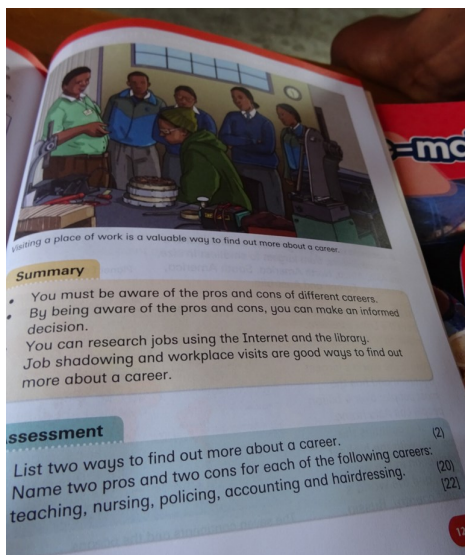 Visiting a place of work is a valuable way to find out more about a career.
Summary
• You must be aware of the pros and cons of different careers.
• By being aware of the pros and cons, you can make an informed
decision.
You can research jobs using the Internet and the library.
Job shadowing and workplace visits are good ways to find out
more about a career.
ssessment
List two ways to find out more about a career. (2)
Name two pros and two cons for each of the following careers:
teaching, nursing, policing, accounting and hairdressing. (20)
[22]
=mc